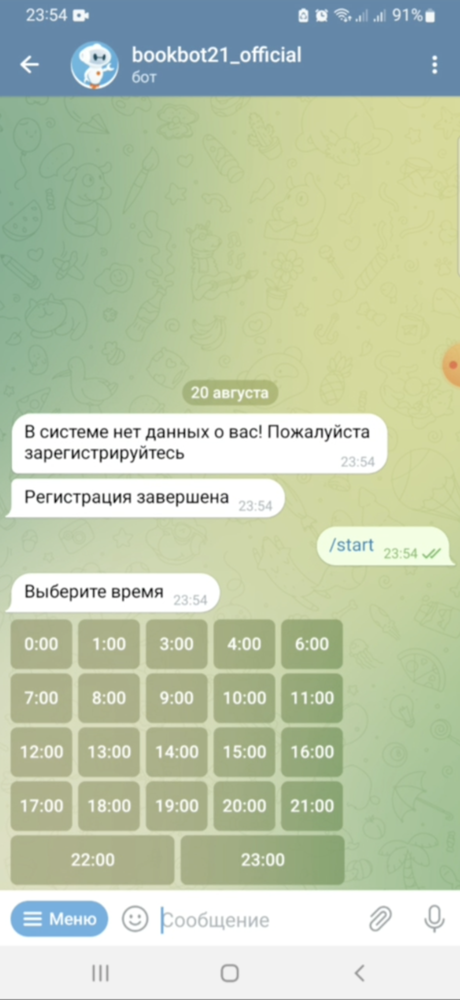 23:54 91%
bookbot21_official
бот
20 августа
В системе нет данных о вас! Пожалуйста
зарегистрируйтесь 23:54
Регистрация завершена 23:54
/start 23:54
Выберите время 23:54
0:00 1:00 3:00 4:00 6:00
7:00 8:00 9:00 10:00 11:00
12:00 13:00 14:00 15:00 16:00
17:00 18:00 19:00 20:00 21:00
22:00 23:00
Меню Сообщение